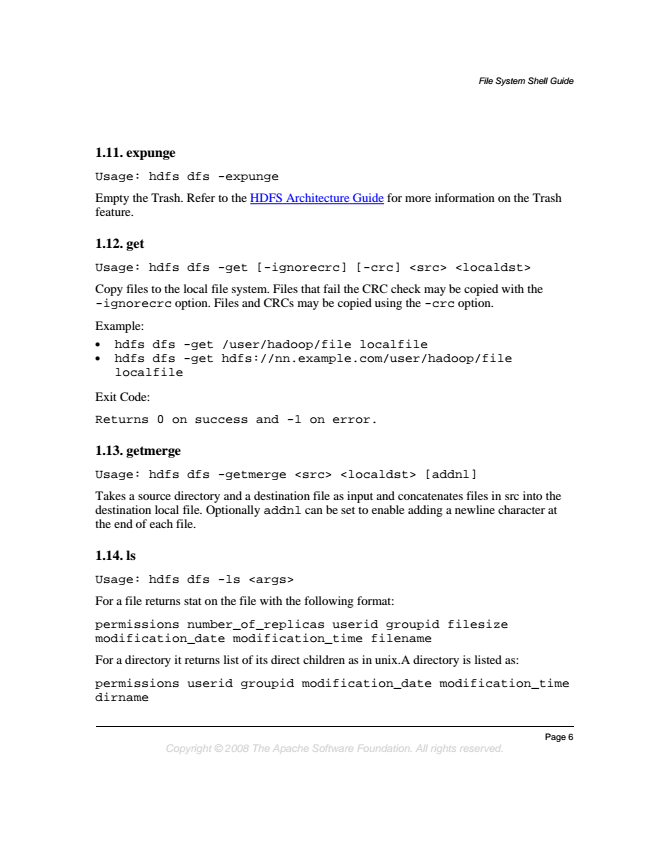 File System Shell Guide
1.11. expunge
Usage: hdfs dfs -expunge
Empty the Trash. Refer to the HDFS Architecture Guide for more information on the Trash
feature.
1.12. get
Usage: hdfs dfs -get [-ignorecrc] [-crc] <src> <localdst>
Copy files to the local file system. Files that fail the CRC check may be copied with the
-ignorecrc option. Files and CRCs may be copied using the -crc option.
Example:
• hdfs dfs -get /user/hadoop/file localfile
• hdfs dfs -get hdfs://nn.example.com/user/hadoop/file
localfile
Exit Code:
Returns 0 on success and -1 on error.
1.13. getmerge
Usage: hdfs dfs -getmerge <src> <localdst> [addnl]
Takes a source directory and a destination file as input and concatenates files in src into the
destination local file. Optionally addnl can be set to enable adding a newline character at
the end of each file.
1.14. ls
Usage: hdfs dfs -ls <args>
For a file returns stat on the file with the following format:
permissions number_of_replicas userid groupid filesize
modification_date modification_time filename
For a directory it returns list of its direct children as in unix.A directory is listed as:
permissions userid groupid modification_date modification_time
dirname
Page 6
Copyright © 2008 The Apache Software Foundation. All rights reserved.